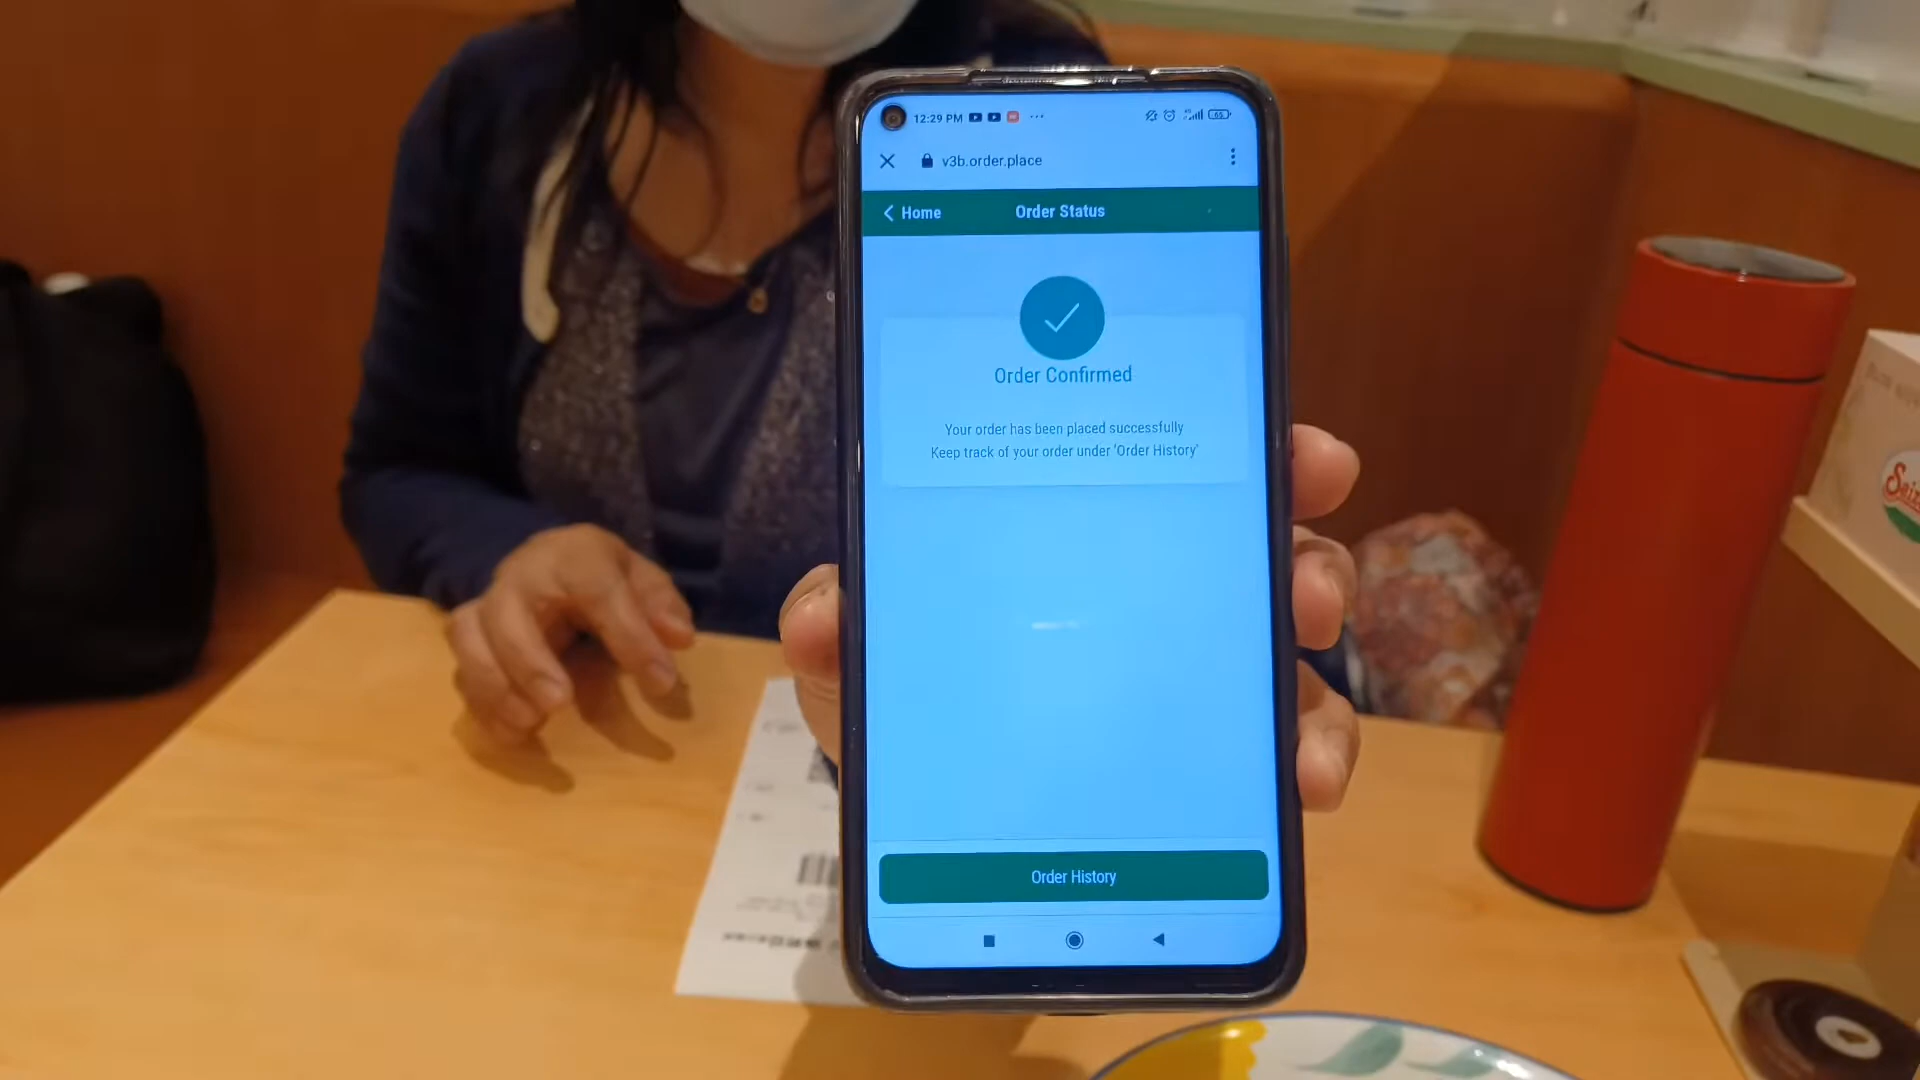 12:29 PM
v3b.order.place
Home
Order Status
Order Confirmed
Your order has been placed successfully
Keep track of your order under 'Order History'
Order History